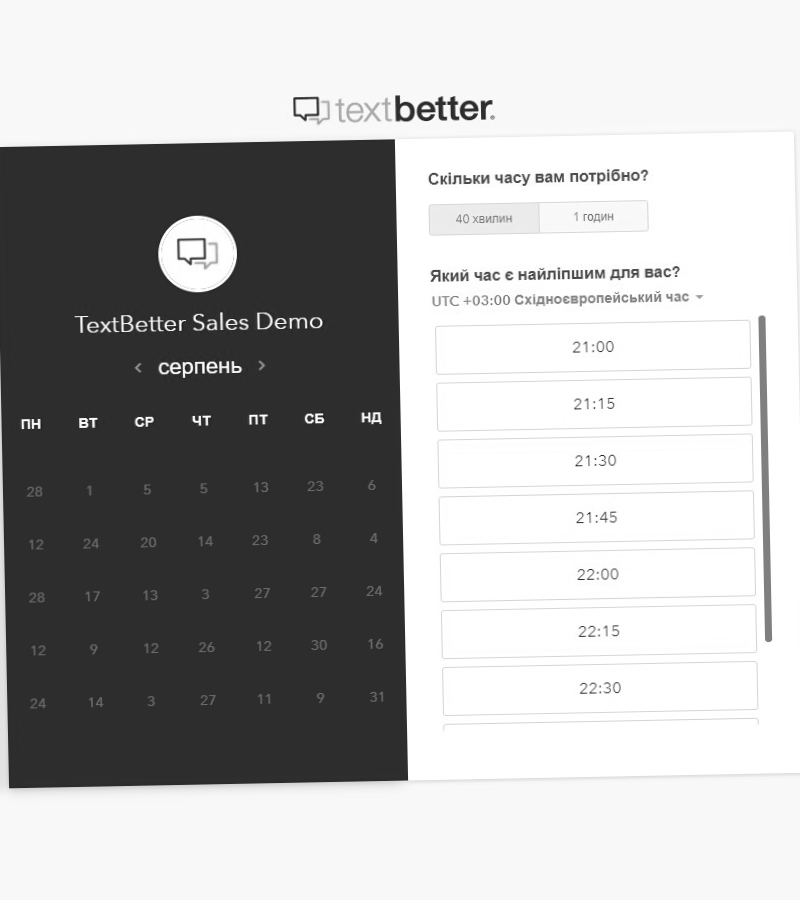 textbetter.
TextBetter Sales Demo
серпень
ПН ВТ СР ЧТ ПТ СБ НД
28 1 5 5 13 23 6
12 24 20 14 23 8 4
28 17 13 3 27 27 24
12 9 12 26 12 30 16
24 14 3 27 11 9 31
Скільки часу вам потрібно?
40 хвилин 1 годин
Який час є найліпшим для вас?
UTC +03:00 Східноєвропейський час
21:00
21:15
21:30
21:45
22:00
22:15
22:30